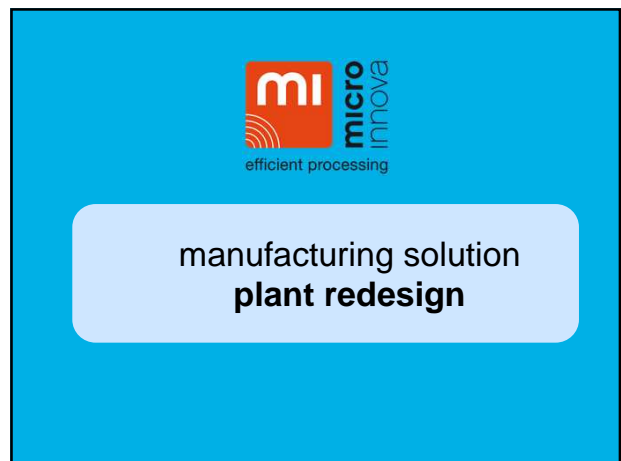 mi
micro
innova
efficient processing
manufacturing solution
plant redesign